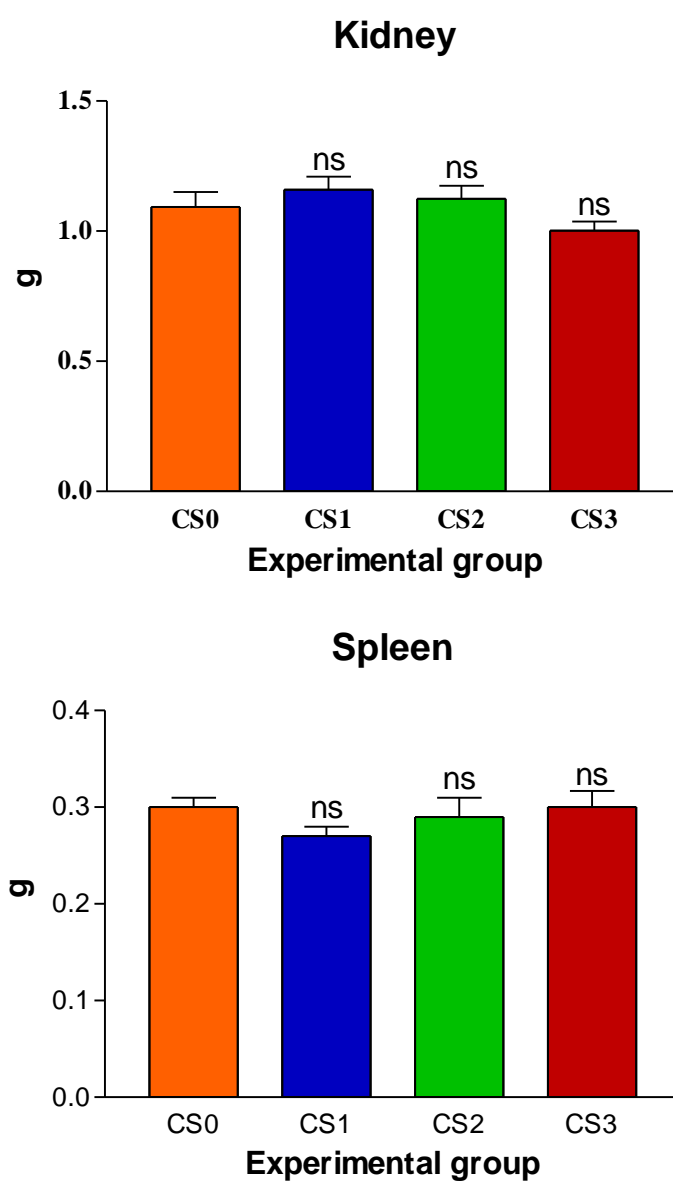 Kidney
1.5
ns
ns
ns
1.0
g
0.5
0.0
CS0 CS1 CS2 CS3
Experimental group
Spleen
0.4
ns
ns
ns
0.3
g
0.2
0.1
0.0
CS0 CS1 CS2 CS3
Experimental group